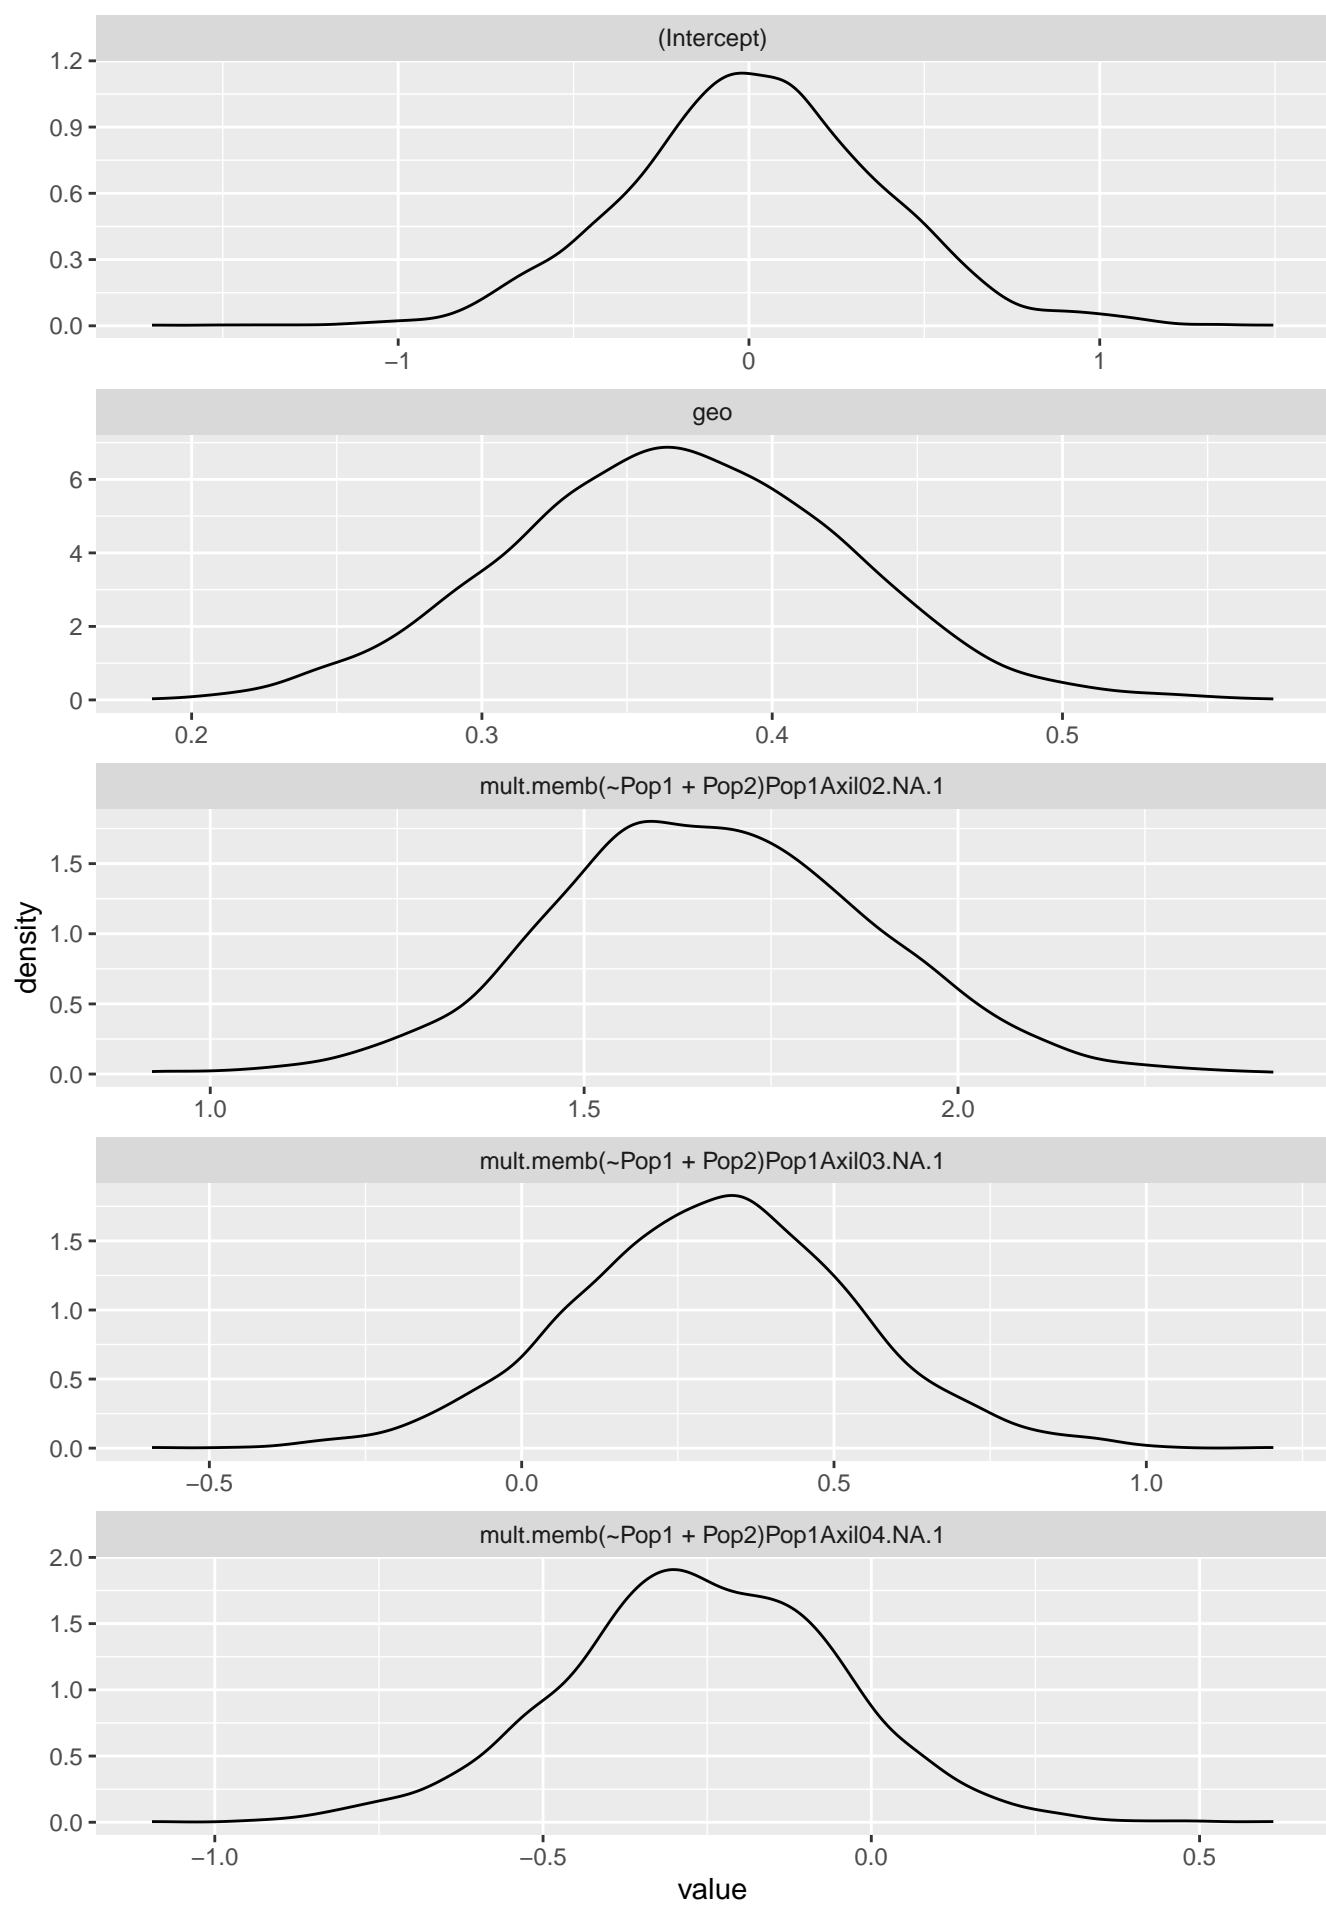 (Intercept)
1.2
0.9
0.6
0.3
0.0
−1 0 1
geo
6
4
2
0
0.2 0.3 0.4 0.5
mult.memb(~Pop1 + Pop2)Pop1Axil02.NA.1
1.5
1.0
0.5
0.0
1.0 1.5 2.0
density
mult.memb(~Pop1 + Pop2)Pop1Axil03.NA.1
1.5
1.0
0.5
0.0
−0.5 0.0 0.5 1.0
mult.memb(~Pop1 + Pop2)Pop1Axil04.NA.1
2.0
1.5
1.0
0.5
0.0
−1.0 −0.5 0.0 0.5
value